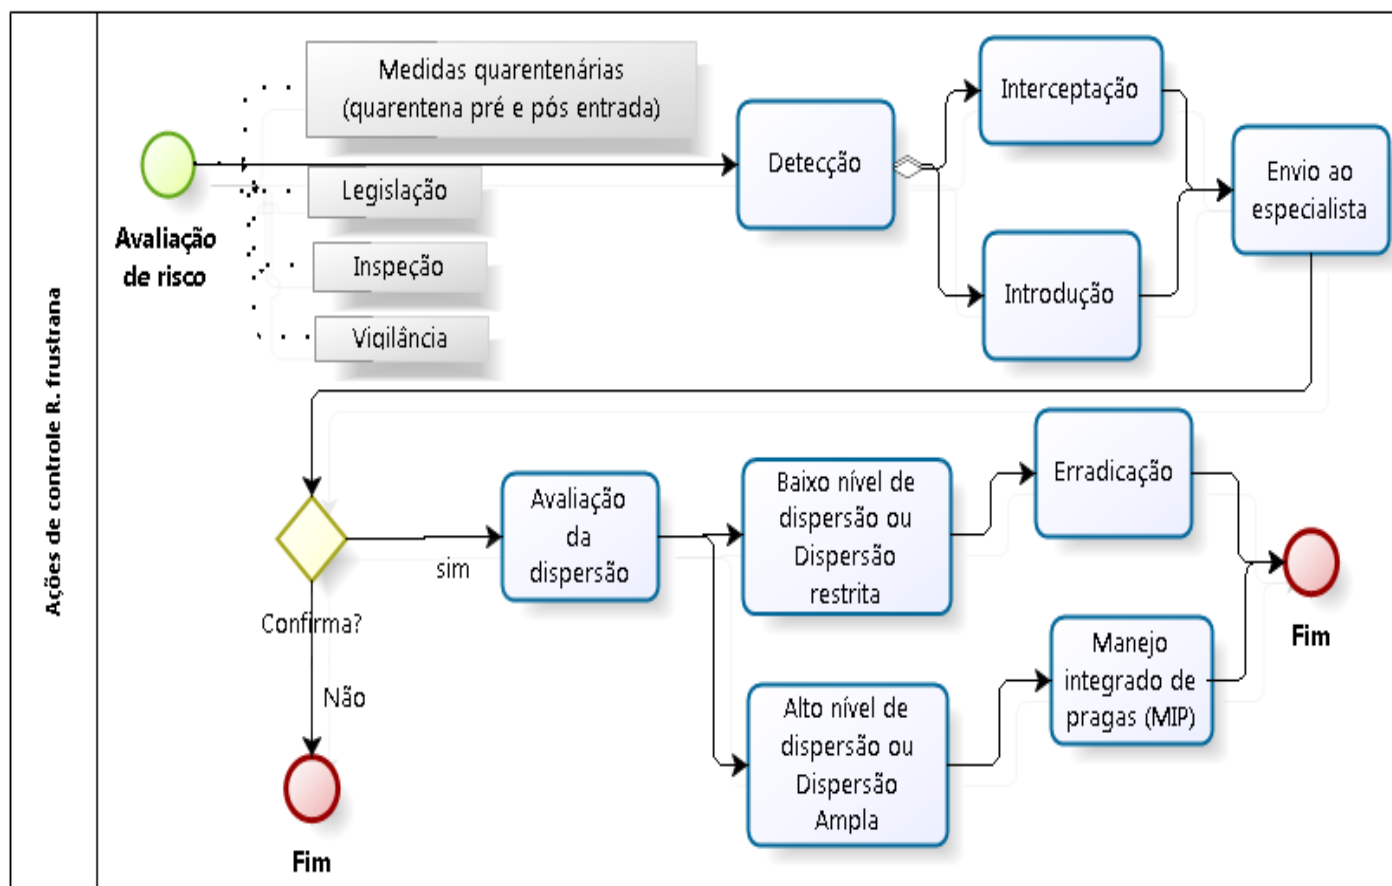 Ações de controle R. frustrana
Medidas quarentenárias
(quarentena pré e pós entrada)
Legislação
Inspeção
Vigilância
Avaliação
de risco
Detecção
Interceptação
Introdução
Envio ao
especialista
Confirma?
sim
Não
Fim
Avaliação
da
dispersão
Baixo nível de
dispersão ou
Dispersão
restrita
Alto nível de
dispersão ou
Dispersão
Ampla
Erradicação
Manejo
integrado de
pragas (MIP)
Fim